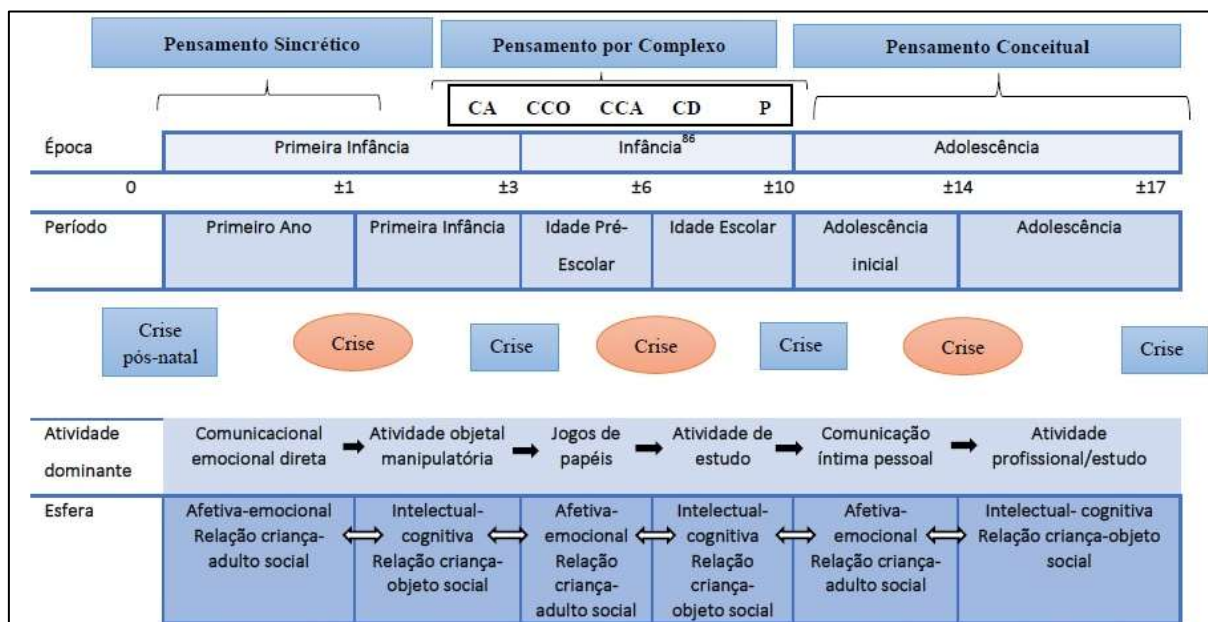 Pensamento Sincrético
Pensamento por Complexo
Pensamento Conceitual
CA CCO CCA CD P
Época
Primeira Infância
Infância86
Adolescência
0 ±1 ±3 ±6 ±10 ±14 ±17
Período
Primeiro Ano
Primeira Infância
Idade Pré-
Escolar
Idade Escolar
Adolescência
inicial
Adolescência
Crise
pós-natal
Crise
Crise
Crise
Crise
Crise
Crise
Atividade
dominante
Comunicacional
emocional direta
Atividade objetal
manipulatória
Jogos de
papéis
Atividade de
estudo
Comunicação
íntima pessoal
Atividade
profissional/estudo
Esfera
Afetiva-emocional
Relação criança-
adulto social
Intelectual-
cognitiva
Relação criança-
objeto social
Afetiva-
emocional
Relação
criança-
adulto social
Intelectual-
cognitiva
Relação
criança-
objeto social
Afetiva-
emocional
Relação
criança-adulto social
Intelectual- cognitiva
Relação criança-objeto
social